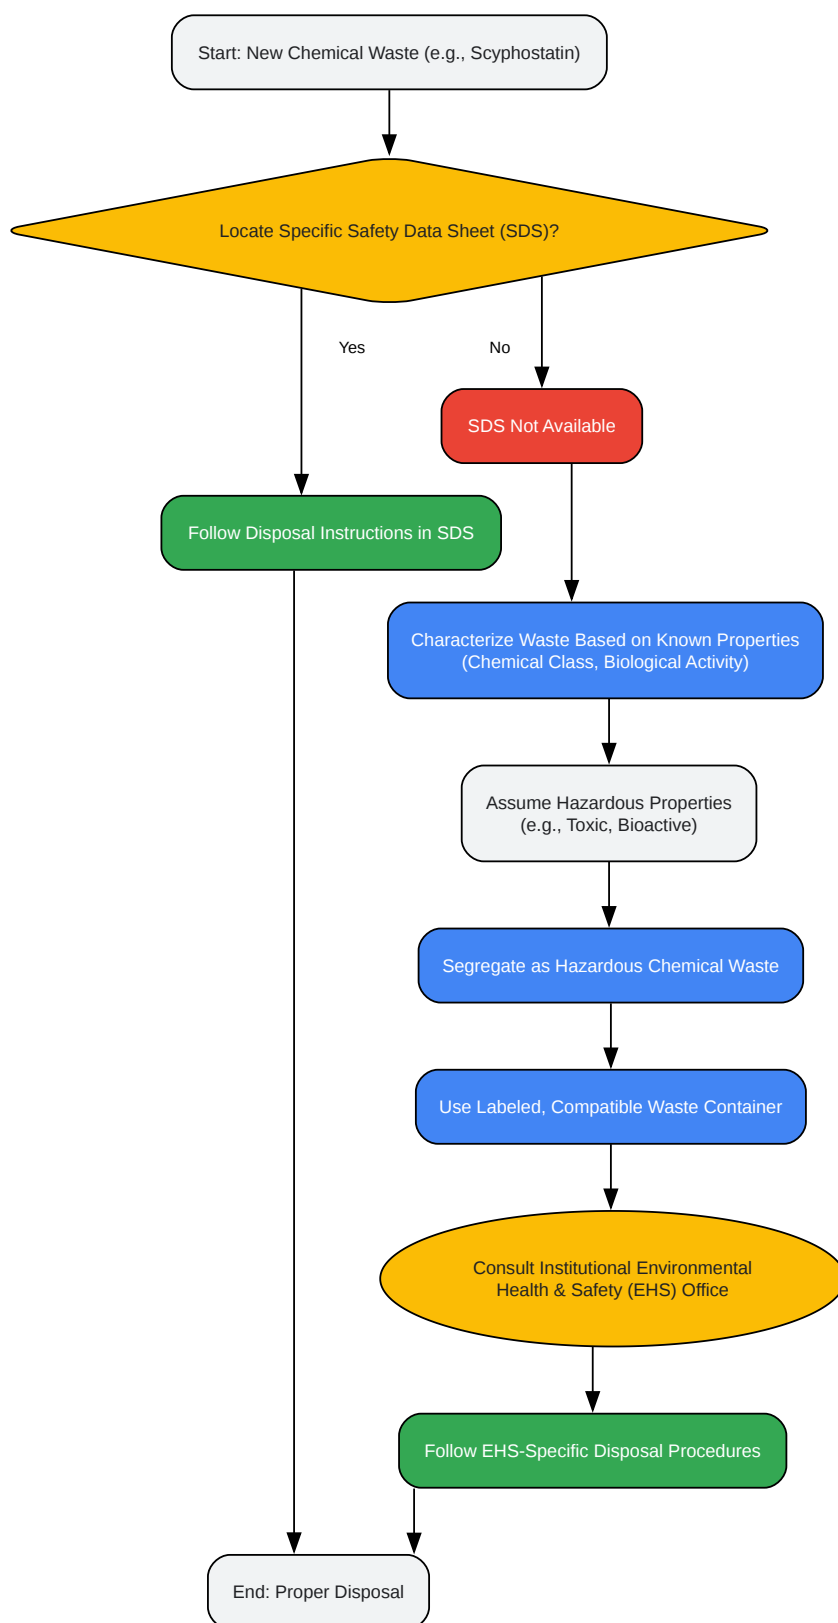 Start: New Chemical Waste (e.g., Scyphostatin)
Locate Specific Safety Data Sheet (SDS)?
Yes
No
SDS Not Available
Follow Disposal Instructions in SDS
Characterize Waste Based on Known Properties
(Chemical Class, Biological Activity)
Assume Hazardous Properties
(e.g., Toxic, Bioactive)
Segregate as Hazardous Chemical Waste
Use Labeled, Compatible Waste Container
Consult Institutional Environmental
Health & Safety (EHS) Office
Follow EHS-Specific Disposal Procedures
End: Proper Disposal